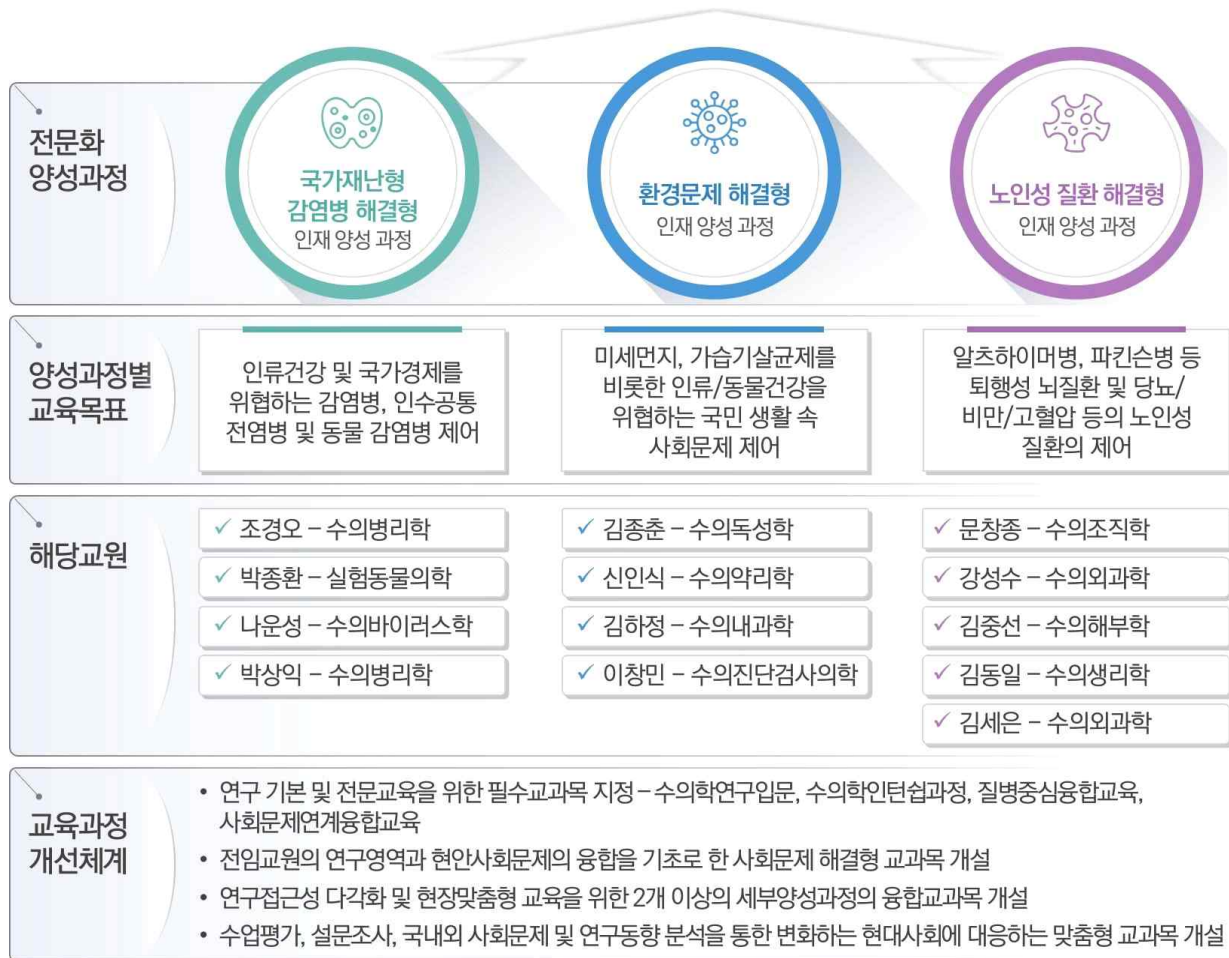 전문화
양성과정
국가재난형
감염병 해결형
인재 양성 과정
환경문제 해결형
인재 양성 과정
노인성 질환 해결형
인재 양성 과정
양성과정별
교육목표
인류건강 및 국가경제를
위협하는 감염병, 인수공통
전염병 및 동물 감염병 제어
미세먼지, 가습기살균제를
비롯한 인류/동물건강을
위협하는 국민 생활 속
사회문제 제어
알츠하이머병, 파킨슨병 등
퇴행성 뇌질환 및 당뇨/
비만/고혈압 등의 노인성
질환의 제어
해당교원
✓ 조경오 – 수의병리학
✓ 박종환 – 실험동물의학
✓ 나운성 – 수의바이러스학
✓ 박상익 – 수의병리학
✓ 김종춘 – 수의독성학
✓ 신인식 – 수의약리학
✓ 김하정 – 수의내과학
✓ 이창민 – 수의진단검사의학
✓ 문창종 – 수의조직학
✓ 강성수 – 수의외과학
✓ 김중선 – 수의해부학
✓ 김동일 – 수의생리학
✓ 김세은 – 수의외과학
교육과정
개선체계
• 연구 기본 및 전문교육을 위한 필수교과목 지정 – 수의학연구입문, 수의학인턴쉽과정, 질병중심융합교육,
사회문제연계융합교육
• 전임교원의 연구영역과 현안사회문제의 융합을 기초로 한 사회문제 해결형 교과목 개설
• 연구접근성 다각화 및 현장맞춤형 교육을 위한 2개 이상의 세부양성과정의 융합교과목 개설
• 수업평가, 설문조사, 국내외 사회문제 및 연구동향 분석을 통한 변화하는 현대사회에 대응하는 맞춤형 교과목 개설